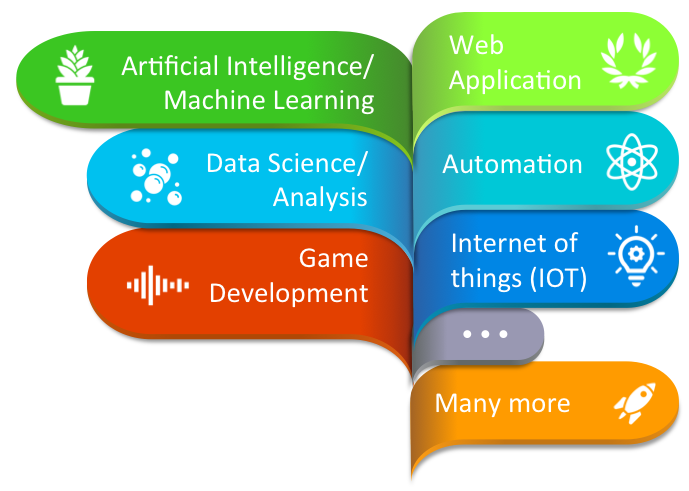 Artificial Intelligence/
Machine Learning
Web
Application
Data Science/
Analysis
Automation
Game
Development
Internet of
things (IOT)
...
Many more